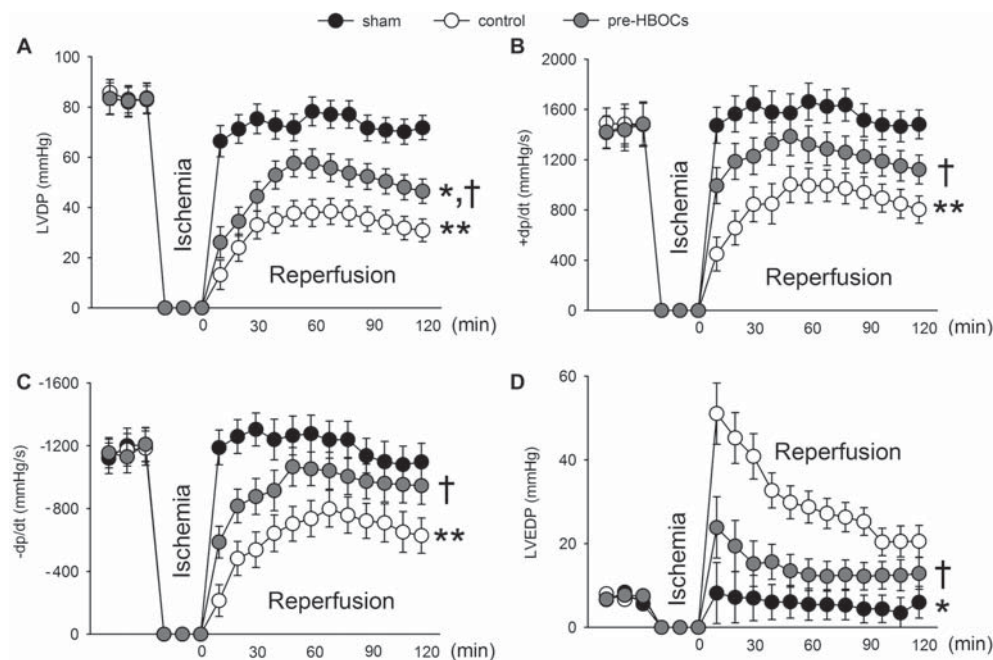 sham control pre-HBOCs
A
LVDP (mmHg)
100
80
60
40
20
0
Ischemia
Reperfusion
*,†
**
0 30 60 90 120 (min)
B
+dp/dt (mmHg/s)
2000
1600
1200
800
400
0
Ischemia
Reperfusion
†
**
0 30 60 90 120 (min)
C
-dp/dt (mmHg/s)
-1600
-1200
-800
-400
0
Ischemia
Reperfusion
†
**
0 30 60 90 120 (min)
D
LVEDP (mmHg)
60
40
20
0
Ischemia
Reperfusion
†
*
0 30 60 90 120 (min)